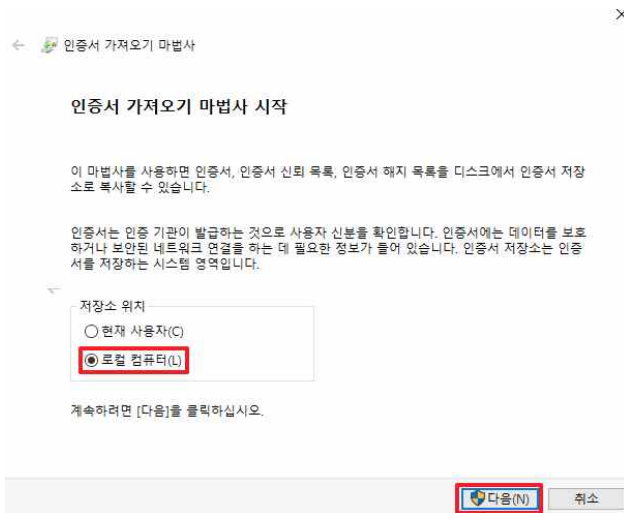 인증서 가져오기 마법사
인증서 가져오기 마법사 시작
이 마법사를 사용하면 인증서, 인증서 신뢰 목록, 인증서 해지 목록을 디스크에서 인증서 저장
소로 복사할 수 있습니다.
인증서는 인증 기관이 발급하는 것으로 사용자 신분을 확인합니다. 인증서에는 데이터를 보호
하거나 보안된 네트워크 연결을 하는 데 필요한 정보가 들어 있습니다. 인증서 저장소는 인증
서를 저장하는 시스템 영역입니다.
저장소 위치
현재 사용자(C)
로컬 컴퓨터(L)
계속하려면 [다음]을 클릭하십시오.
다음(N) 취소